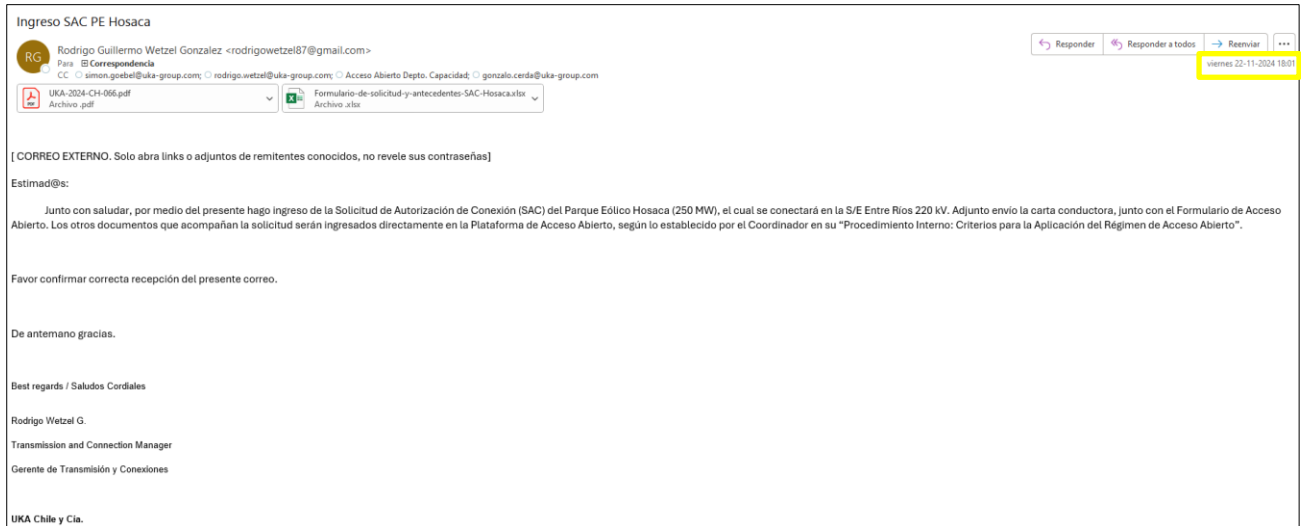 Ingreso SAC PE Hosaca
RG
Rodrigo Guillermo Wetzel Gonzalez <rodrigowetzel87@gmail.com>
Para Correspondencia
CC simon.goebel@uka-group.com; rodrigo.wetzel@uka-group.com; Acceso Abierto Depto. Capacidad; gonzalo.cerda@uka-group.com
Responder
Responder a todos
Reenviar
...
viernes 22-11-2024 18:01
UKA-2024-CH-066.pdf
Archivo .pdf
Formulario-de-solicitud-y-antecedentes-SAC-Hosaca.xlsx
Archivo .xlsx
[ CORREO EXTERNO. Solo abra links o adjuntos de remitentes conocidos, no revele sus contraseñas]
Estimad@s:
Junto con saludar, por medio del presente hago ingreso de la Solicitud de Autorización de Conexión (SAC) del Parque Eólico Hosaca (250 MW), el cual se conectará en la S/E Entre Ríos 220 kV. Adjunto envío la carta conductora, junto con el Formulario de Acceso
Abierto. Los otros documentos que acompañan la solicitud serán ingresados directamente en la Plataforma de Acceso Abierto, según lo establecido por el Coordinador en su “Procedimiento Interno: Criterios para la Aplicación del Régimen de Acceso Abierto”.
Favor confirmar correcta recepción del presente correo.
De antemano gracias.
Best regards / Saludos Cordiales
Rodrigo Wetzel G.
Transmission and Connection Manager
Gerente de Transmisión y Conexiones
UKA Chile y Cía.